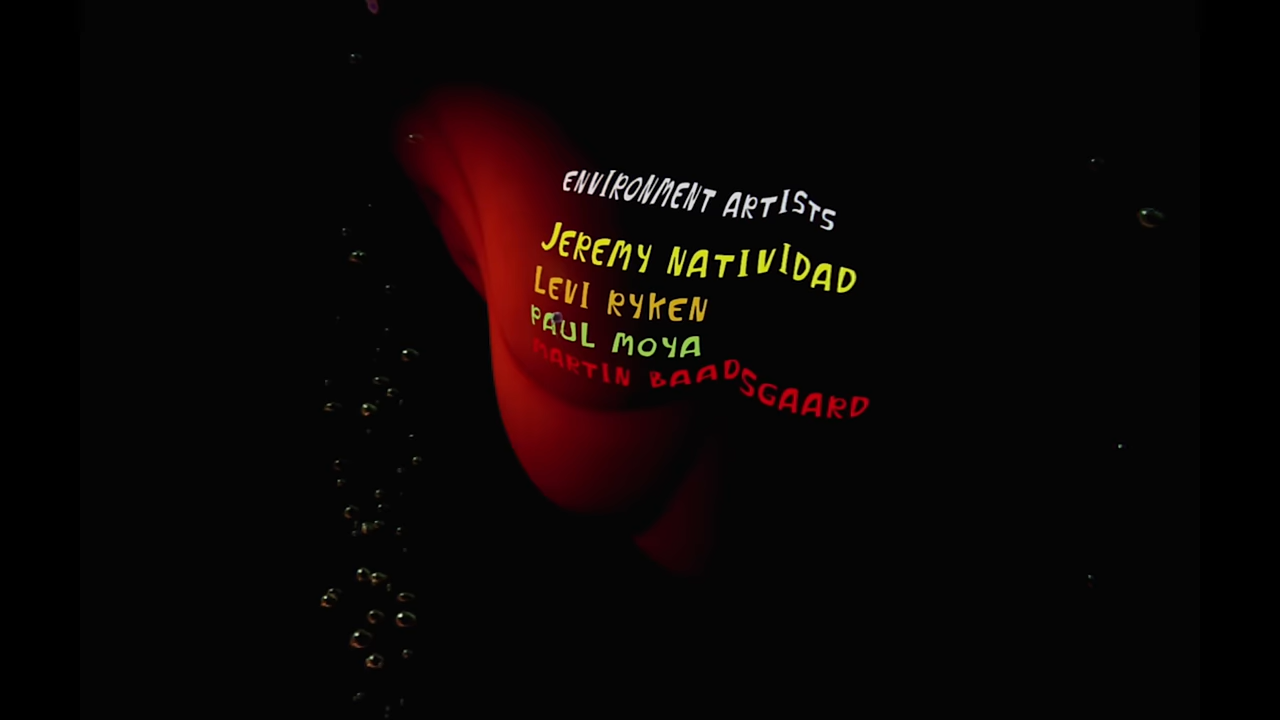 ENVIRONMENT ARTISTS
JEREMY NATIVIDAD
LEVI RYKEN
PAUL MOYA
MARTIN BAADSGAARD